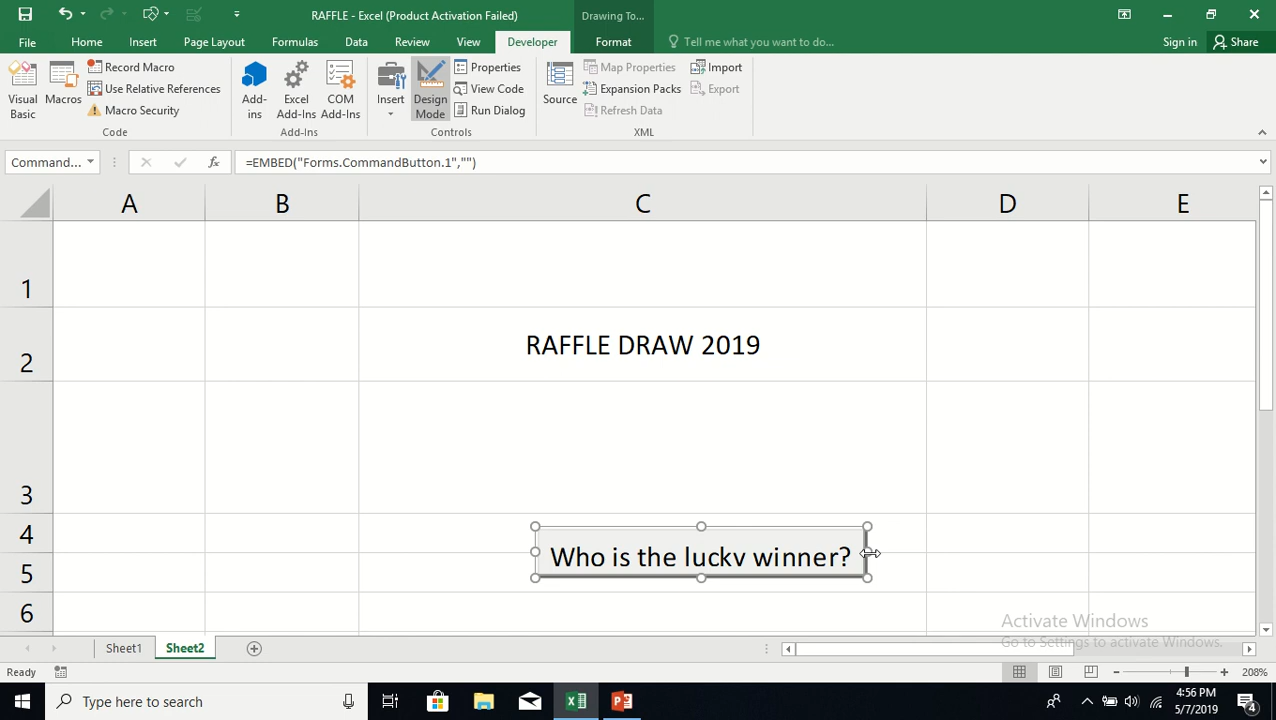 RAFFLE - Excel (Product Activation Failed)
Drawing To...
File Home Insert Page Layout Formulas Data Review View Developer Format Tell me what you want to do... Sign in Share
Visual Basic
Macros
Record Macro
Use Relative References
Macro Security
Code
Add-ins
Excel Add-Ins
COM Add-Ins
Add-Ins
Insert
Design Mode
Properties
View Code
Run Dialog
Controls
Source
Map Properties
Expansion Packs
Refresh Data
Import
Export
XML
Command...
fx
=EMBED("Forms.CommandButton.1","")
A B C D E
1
2
RAFFLE DRAW 2019
3
4
Who is the lucky winner?
5
6
Activate Windows
Go to Settings to activate Windows.
Sheet1 Sheet2
Ready
208%
Type here to search
4:56 PM
5/7/2019
4